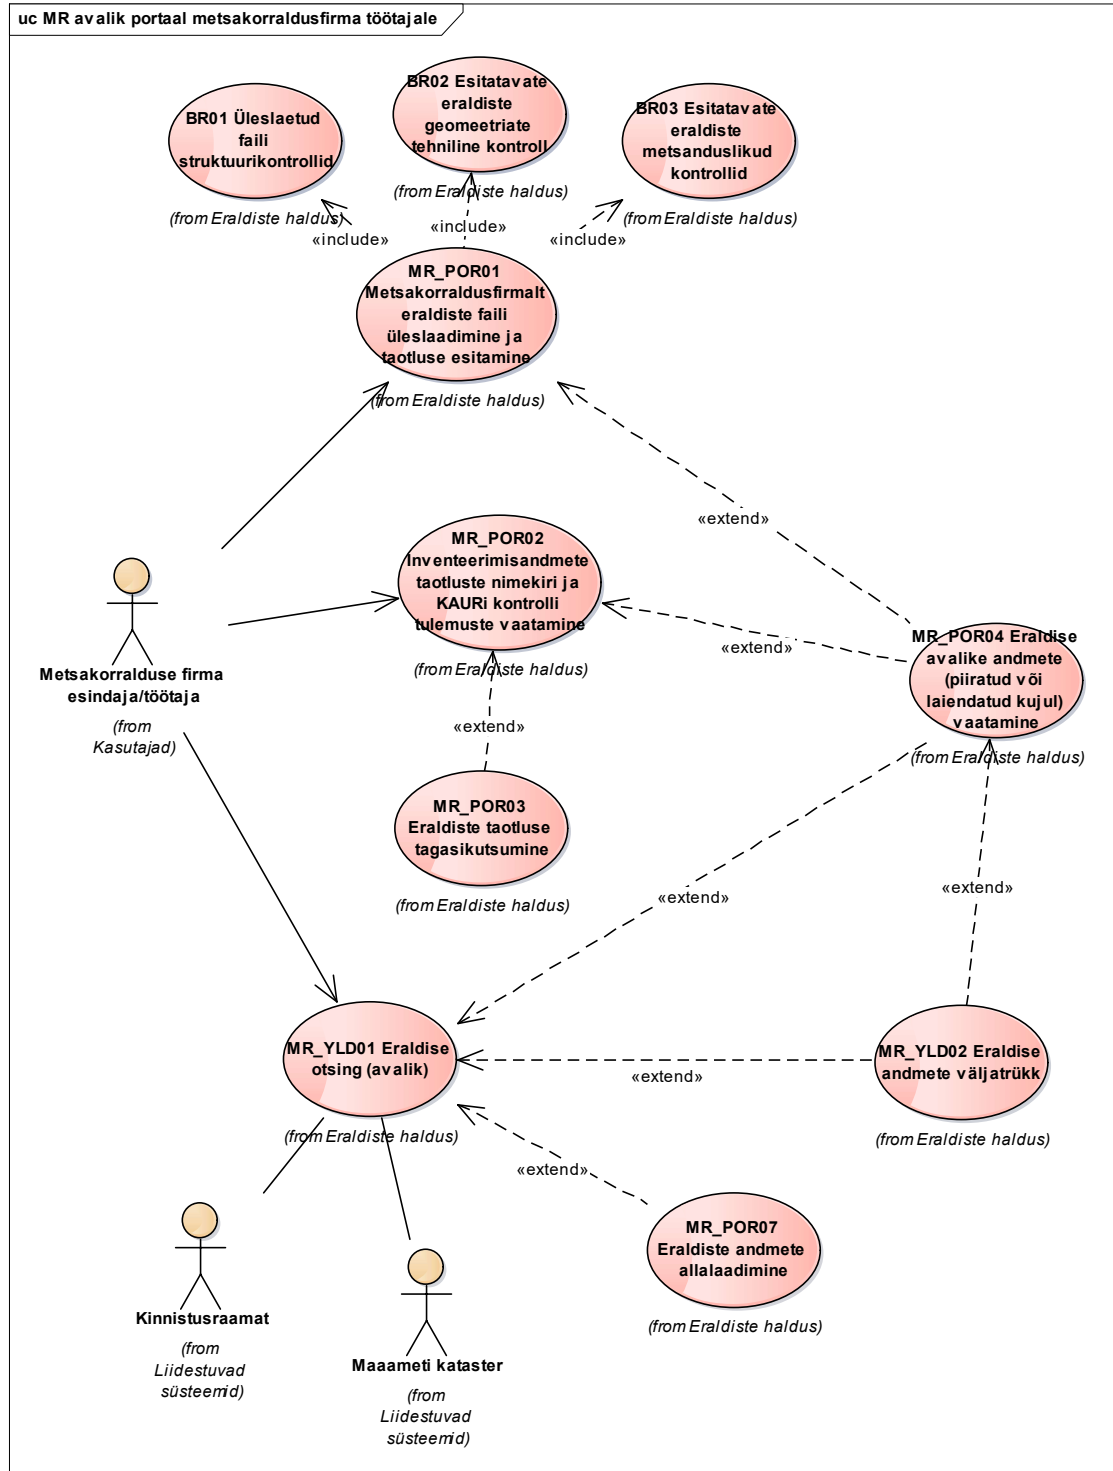 uc MR avalik portaal metsakorraldusfirma töötajale
BR01 Üleslaetud
faili
struktuurikontrollid
(from Eraldiste haldus)
BR02 Esitatavate
eraldiste
geomeetriate
tehniline kontroll
(from Eraldiste haldus)
BR03 Esitatavate
eraldiste
metsanduslikud
kontrollid
(from Eraldiste haldus)
«include»
«include»
«include»
MR_POR01
Metsakorraldusfirmalt
eraldiste faili
üleslaadimine ja
taotluse esitamine
(from Eraldiste haldus)
«extend»
MR_POR02
Inventeerimisandmete
taotluste nimekiri ja
KAURi kontrolli
tulemuste vaatamine
(from Eraldiste haldus)
«extend»
Metsakorralduse firma
esindaja/töötaja
(from
Kasutajad)
MR_POR04 Eraldise
avalike andmete
(piiratud või
laiendatud kujul)
vaatamine
(from Eraldiste haldus)
«extend»
MR_POR03
Eraldiste taotluse
tagasikutsumine
(from Eraldiste haldus)
«extend»
«extend»
MR_YLD01 Eraldise
otsing (avalik)
(from Eraldiste haldus)
«extend»
MR_YLD02 Eraldise
andmete väljatrükk
(from Eraldiste haldus)
«extend»
MR_POR07
Eraldiste andmete
allalaadimine
(from Eraldiste haldus)
Kinnistusraamat
(from
Liidestuvad
süsteemid)
Maaameti kataster
(from
Liidestuvad
süsteemid)